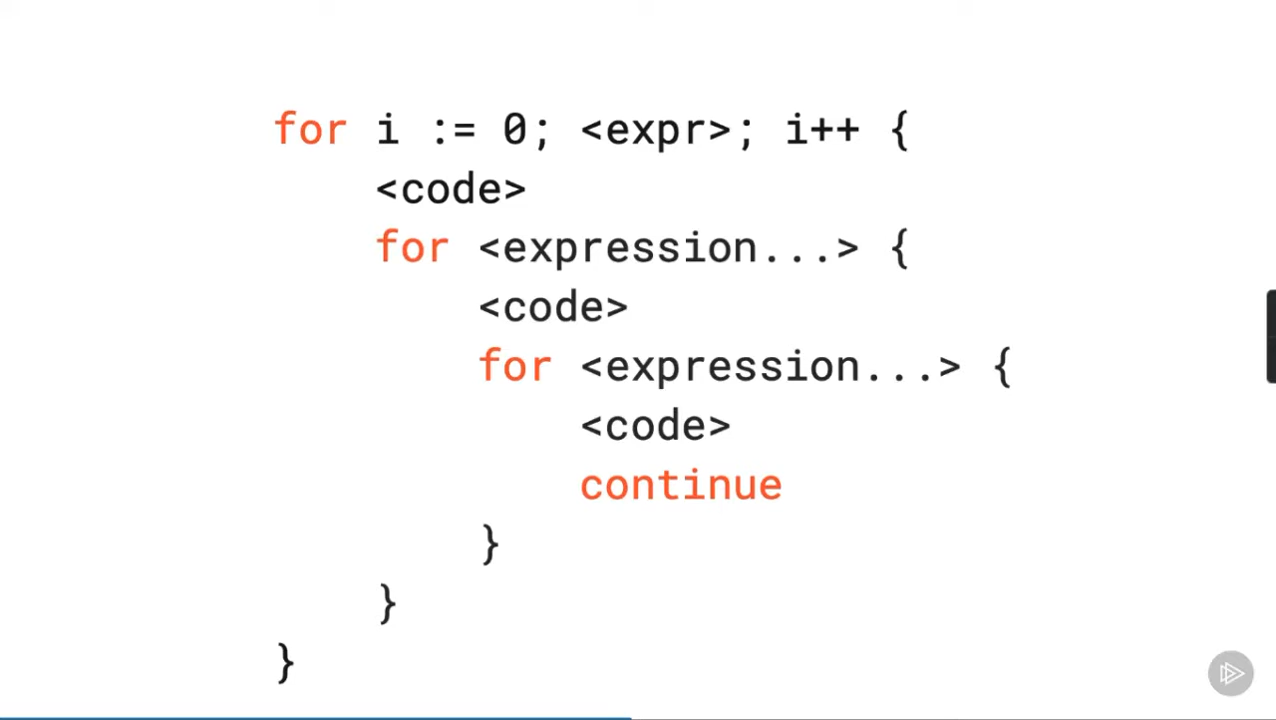 for i := 0; <expr>; i++ {
    <code>
    for <expression...> {
        <code>
        for <expression...> {
            <code>
            continue
        }
    }
}